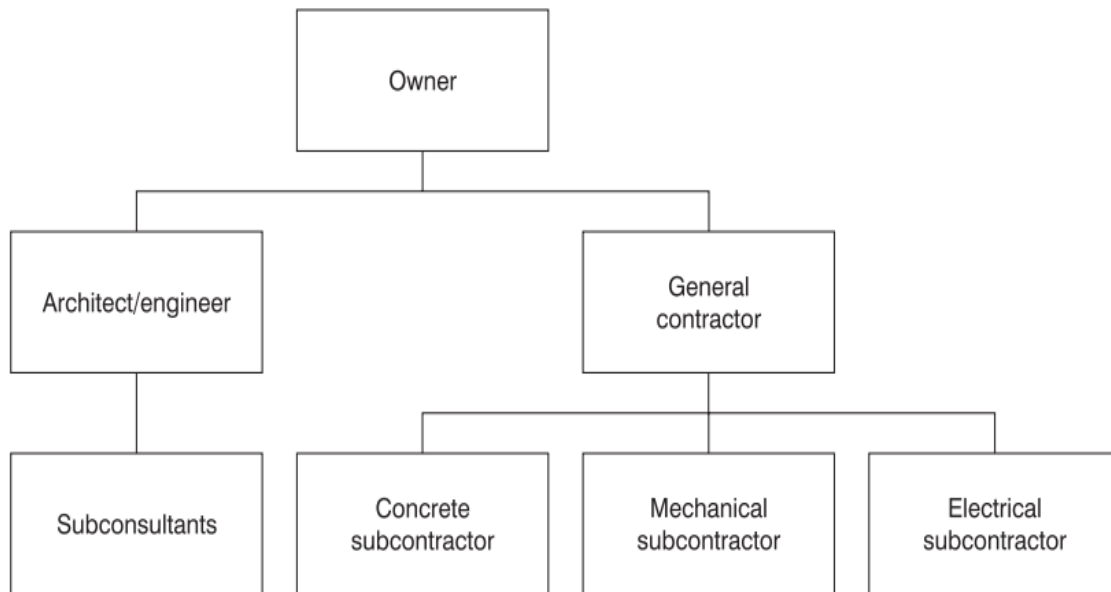 Owner
Architect/engineer
General
contractor
Subconsultants
Concrete
subcontractor
Mechanical
subcontractor
Electrical
subcontractor